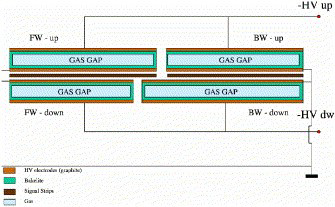 -HV up
FW - up
BW - up
GAS GAP
GAS GAP
GAS GAP
GAS GAP
FW - down
BW - down
-HV dw
HV electrodes (graphite)
Bakelite
Signal Strips
Gas